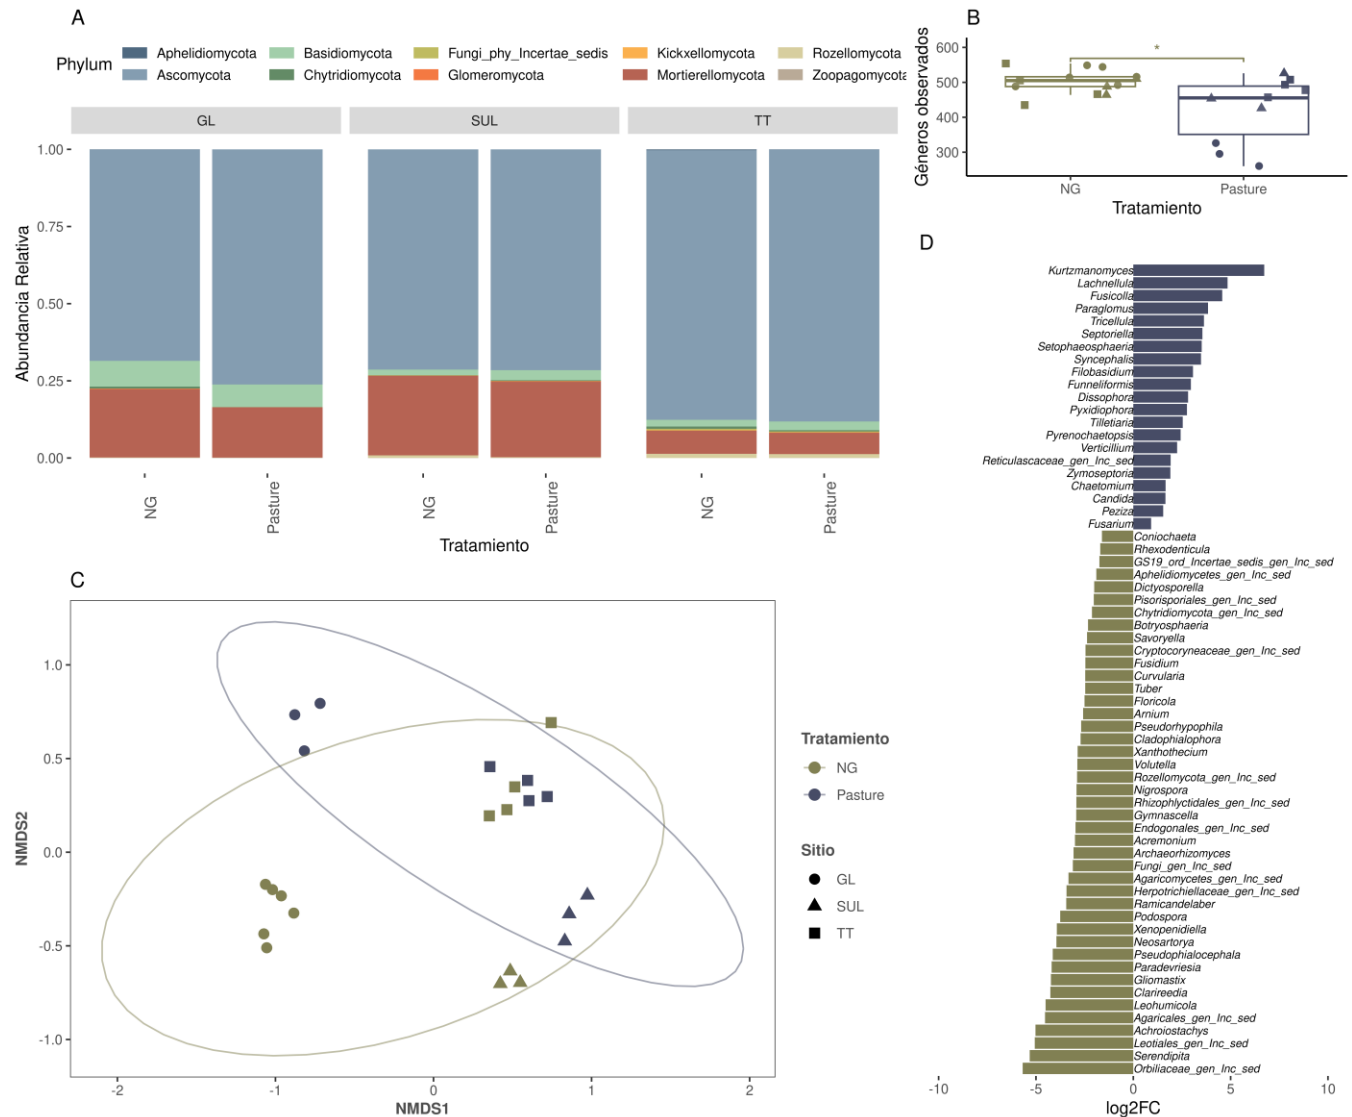 A
Phylum
Aphelidiomycota
Basidiomycota
Fungi_phy_Incertae_sedis
Kickxellomycota
Rozellomycota
Ascomycota
Chytridiomycota
Glomeromycota
Mortierellomycota
Zoopagomycota
GL
SUL
TT
Abundancia Relativa
1.00
0.75
0.50
0.25
0.00
NG
Pasture
NG
Pasture
NG
Pasture
Tratamiento
B
Géneros observados
600
500
400
300
*
NG
Pasture
Tratamiento
C
NMDS2
1.0
0.5
0.0
-0.5
-1.0
-2
-1
0
1
2
NMDS1
Tratamiento
NG
Pasture
Sitio
GL
SUL
TT
D
Kurtzmanomyces
Lachnellula
Fusicolla
Paraglomus
Tricellula
Septoriella
Setophaeosphaeria
Syncephalis
Filobasidium
Funneliformis
Dissophora
Pyxidiophora
Tilletiaria
Pyrenochaetopsis
Verticillium
Reticulascaceae_gen_Inc_sed
Zymoseptoria
Chaetomium
Candida
Peziza
Fusarium
Coniochaeta
Rhexodenticula
GS19_ord_Incertae_sedis_gen_Inc_sed
Aphelidiomycetes_gen_Inc_sed
Dictyosporella
Pisorisporiales_gen_Inc_sed
Chytridiomycota_gen_Inc_sed
Botryosphaeria
Savoryella
Cryptocoryneaceae_gen_Inc_sed
Fusidium
Curvularia
Tuber
Floricola
Arnium
Pseudorhypophila
Cladophialophora
Xanthothecium
Volutella
Rozellomycota_gen_Inc_sed
Nigrospora
Rhizophlyctidales_gen_Inc_sed
Gymnascella
Endogonales_gen_Inc_sed
Acremonium
Archaeorhizomyces
Fungi_gen_Inc_sed
Agaricomycetes_gen_Inc_sed
Herpotrichiellaceae_gen_Inc_sed
Ramicandelaber
Podospora
Xenopenidiella
Neosartorya
Pseudophialocephala
Paradevriesia
Gliomastix
Clarireedia
Leohumicola
Agaricales_gen_Inc_sed
Achroiostachys
Leotiales_gen_Inc_sed
Serendipita
Orbiliaceae_gen_Inc_sed
-10
-5
0
5
10
log2FC